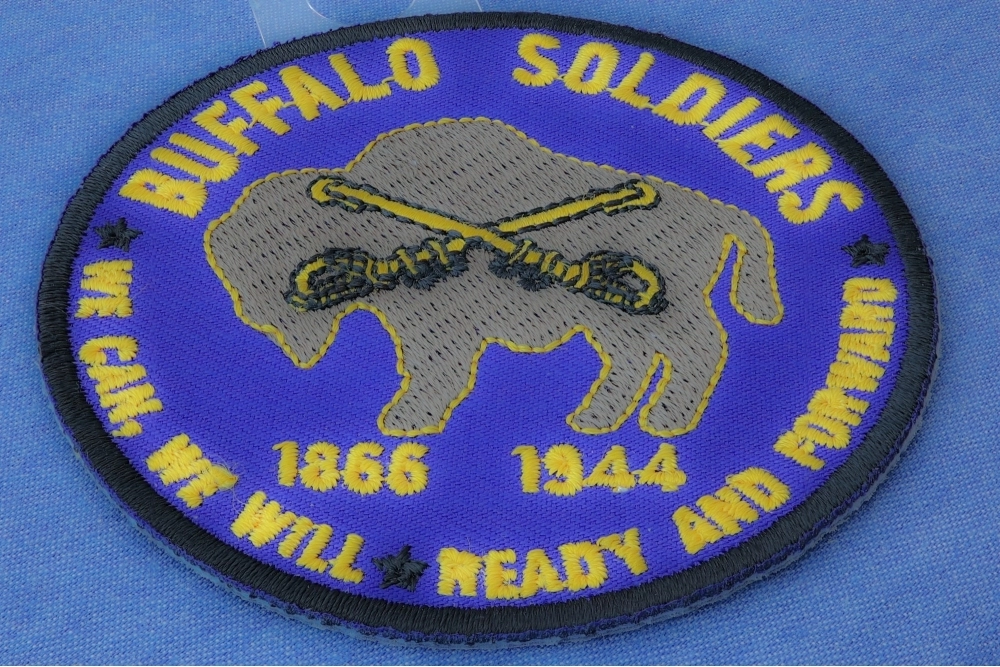 BUFFALO SOLDIERS
1866 1944
WE CAN, WE WILL
READY AND FORWARD